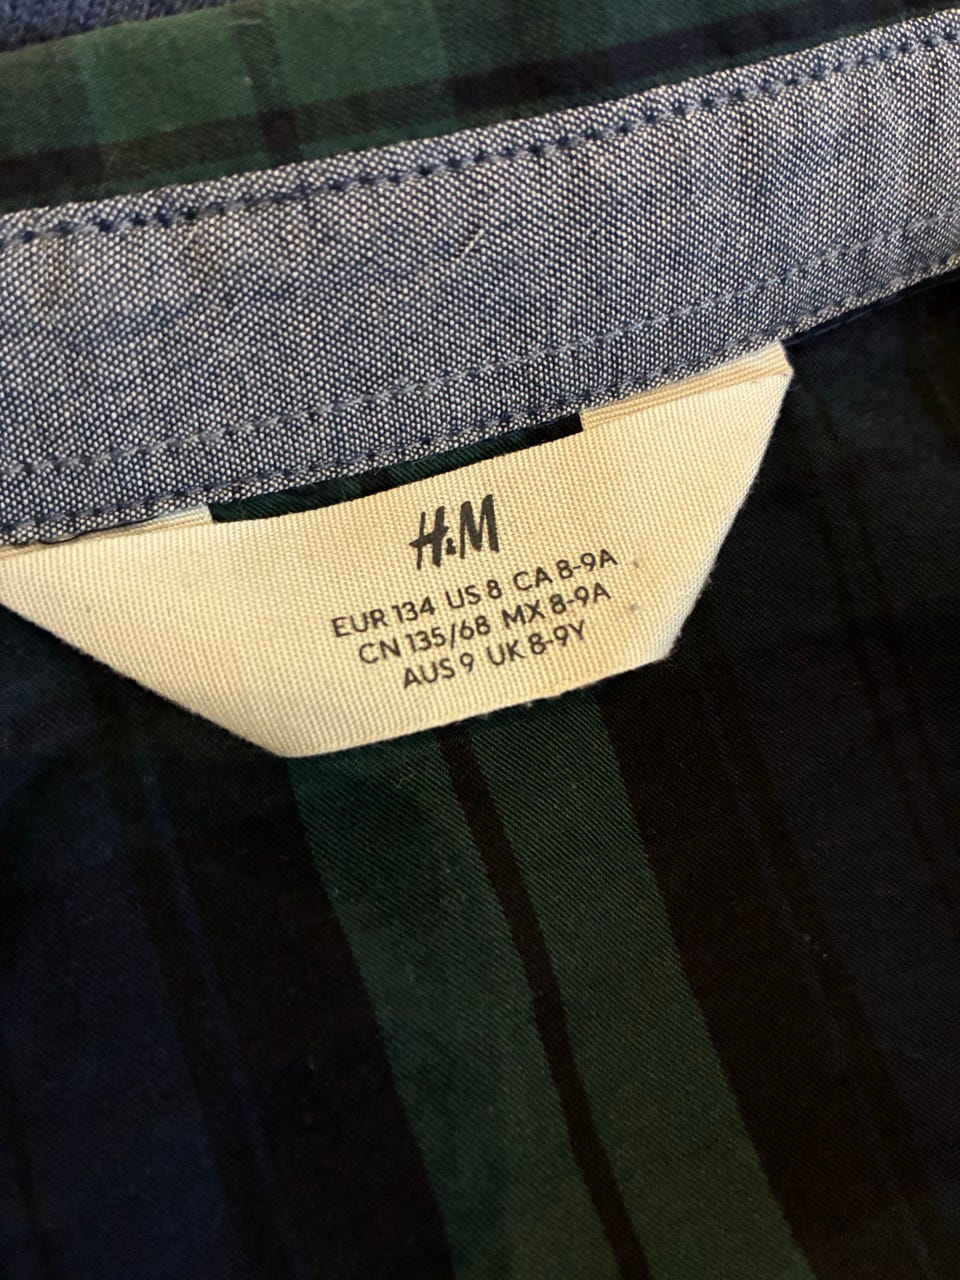 H&M
EUR 134 US 8 CA 8-9A
CN 135/68 MX 8-9A
AUS 9 UK 8-9Y